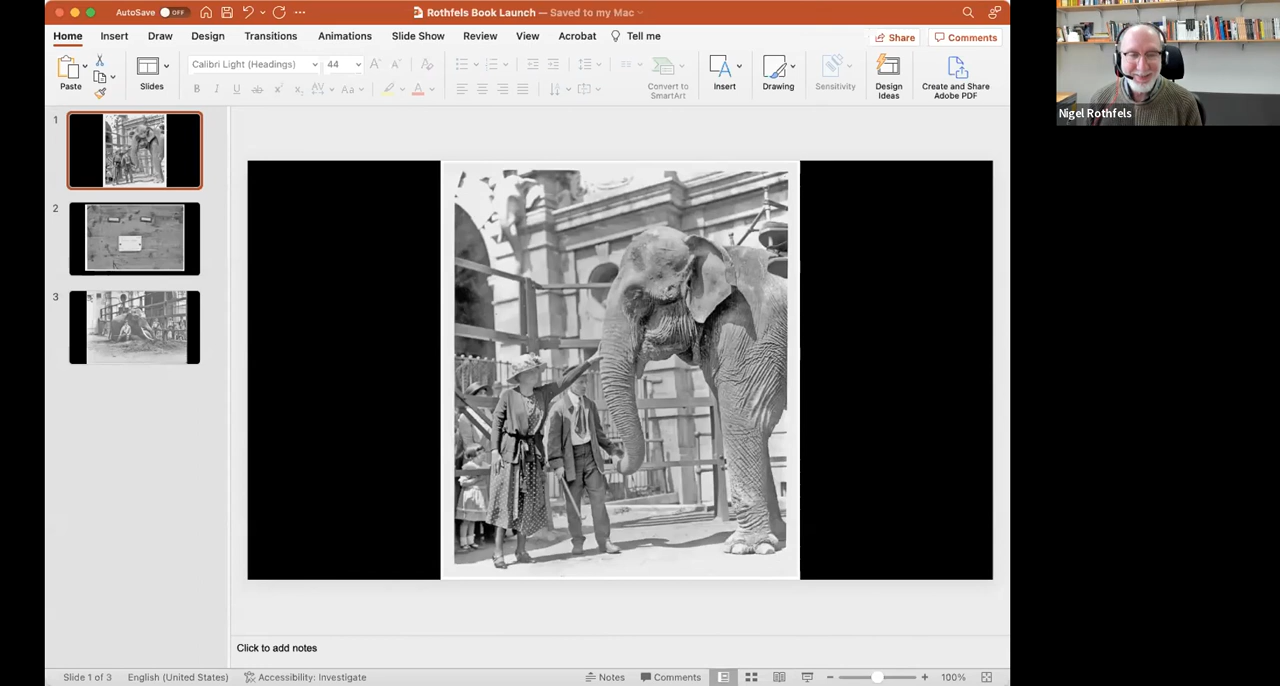 AutoSave OFF
Rothfels Book Launch — Saved to my Mac
Home Insert Draw Design Transitions Animations Slide Show Review View Acrobat Tell me
Share Comments
Paste
Slides
Calibri Light (Headings) 44
Convert to SmartArt
Insert
Drawing
Sensitivity
Design Ideas
Create and Share Adobe PDF
1
2
3
Nigel Rothfels
Click to add notes
Slide 1 of 3 English (United States) Accessibility: Investigate Notes Comments 100%